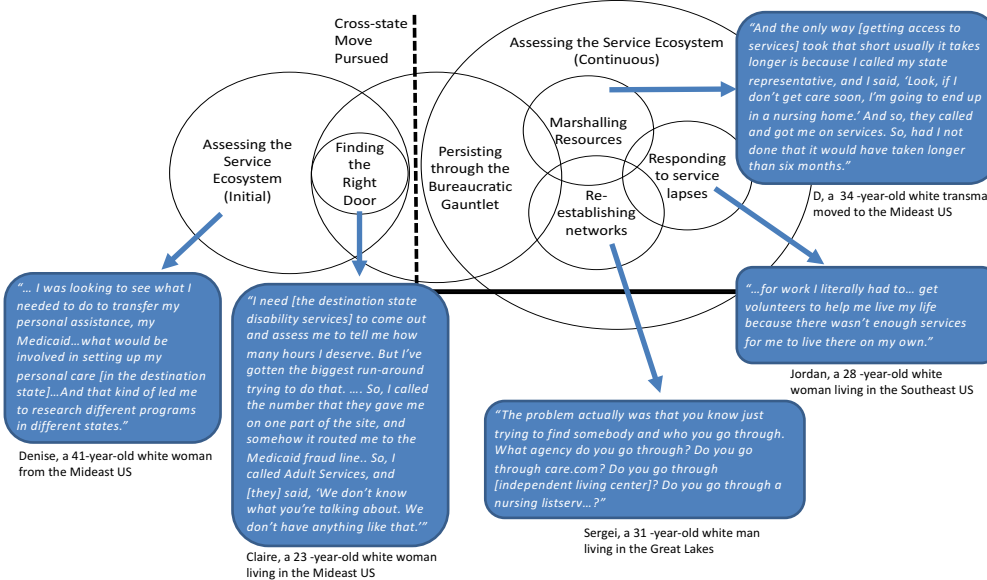 Cross-state
Move
Pursued
Assessing the Service Ecosystem
(Continuous)
Assessing the
Service
Ecosystem
(Initial)
Finding
the
Right
Door
Persisting
through the
Bureaucratic
Gauntlet
Marshalling
Resources
Re-
establishing
networks
Responding
to service
lapses
“And the only way [getting access to
services] took that short usually it takes
longer is because I called my state
representative, and I said, ‘Look, if I
don’t get care soon, I’m going to end up
in a nursing home.’ And so, they called
and got me on services. So, had I not
done that it would have taken longer
than six months.”
D, a 34 -year-old white transma
moved to the Mideast US
“… I was looking to see what I
needed to do to transfer my
personal assistance, my
Medicaid…what would be
involved in setting up my
personal care [in the destination
state]…And that kind of led me
to research different programs
in different states.”
Denise, a 41-year-old white woman
from the Mideast US
“I need [the destination state
disability services] to come out
and assess me to tell me how
many hours I deserve. But I’ve
gotten the biggest run-around
trying to do that. …. So, I called
the number that they gave me
on one part of the site, and
somehow it routed me to the
Medicaid fraud line.. So, I
called Adult Services, and
[they] said, ‘We don’t know
what you’re talking about. We
don’t have anything like that.’”
Claire, a 23 -year-old white woman
living in the Mideast US
“The problem actually was that you know just
trying to find somebody and who you go through.
What agency do you go through? Do you go
through care.com? Do you go through
[independent living center]? Do you go through a
nursing listserv…?”
Sergei, a 31 -year-old white man
living in the Great Lakes
“…for work I literally had to… get
volunteers to help me live my life
because there wasn’t enough services
for me to live there on my own.”
Jordan, a 28 -year-old white
woman living in the Southeast US